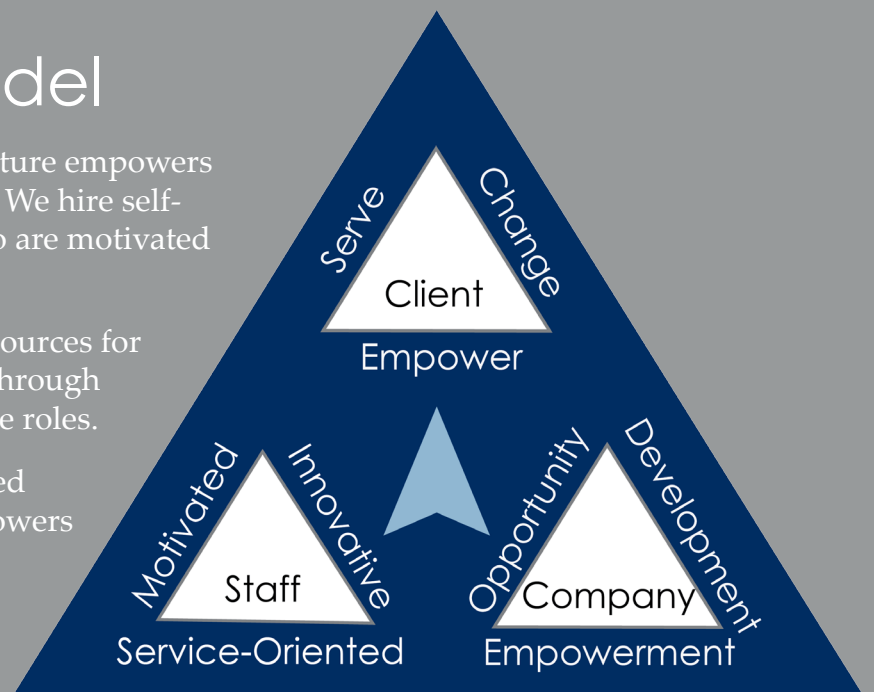 del
ture empowers
We hire self-
are motivated
ources for
hrough
e roles.
ed
owers
Serve
Change
Client
Empower
Motivated
Innovative
Staff
Service-Oriented
Opportunity
Development
Company
Empowerment